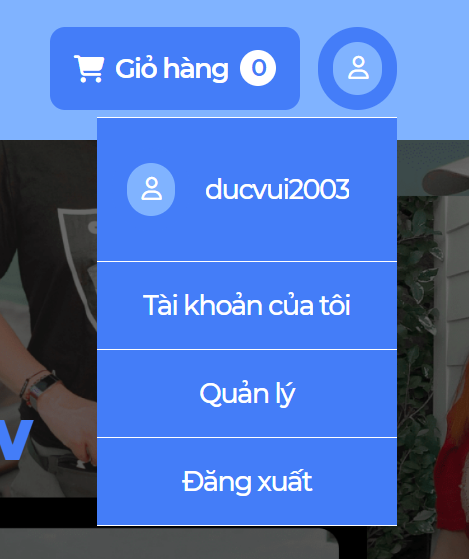 Giỏ hàng 0
ducvui2003
Tài khoản của tôi
Quản lý
Đăng xuất